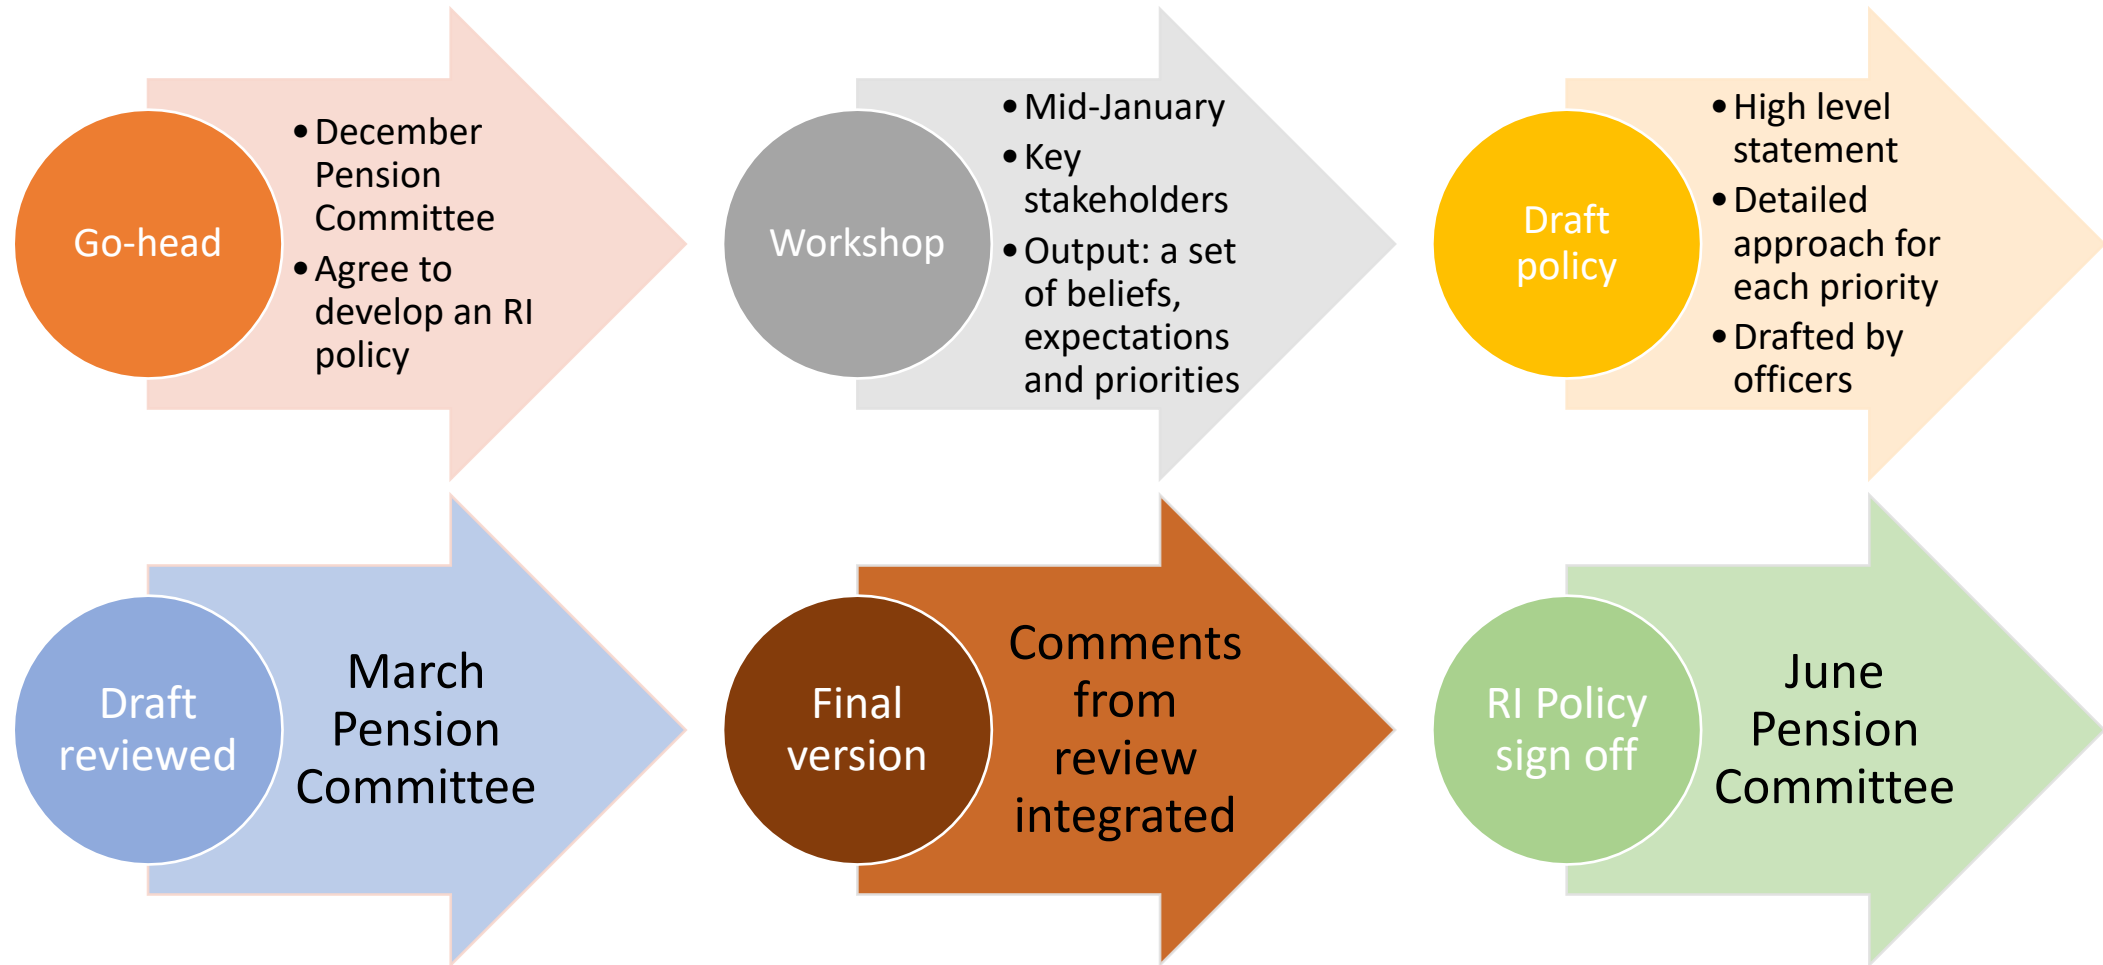 Go-head
• December
Pension
Committee
• Agree to
develop an RI
policy
Workshop
• Mid-January
• Key
stakeholders
• Output: a set
of beliefs,
expectations
and priorities
Draft
policy
• High level
statement
• Detailed
approach for
each priority
• Drafted by
officers
Draft
reviewed
March
Pension
Committee
Final
version
Comments
from
review
integrated
RI Policy
sign off
June
Pension
Committee